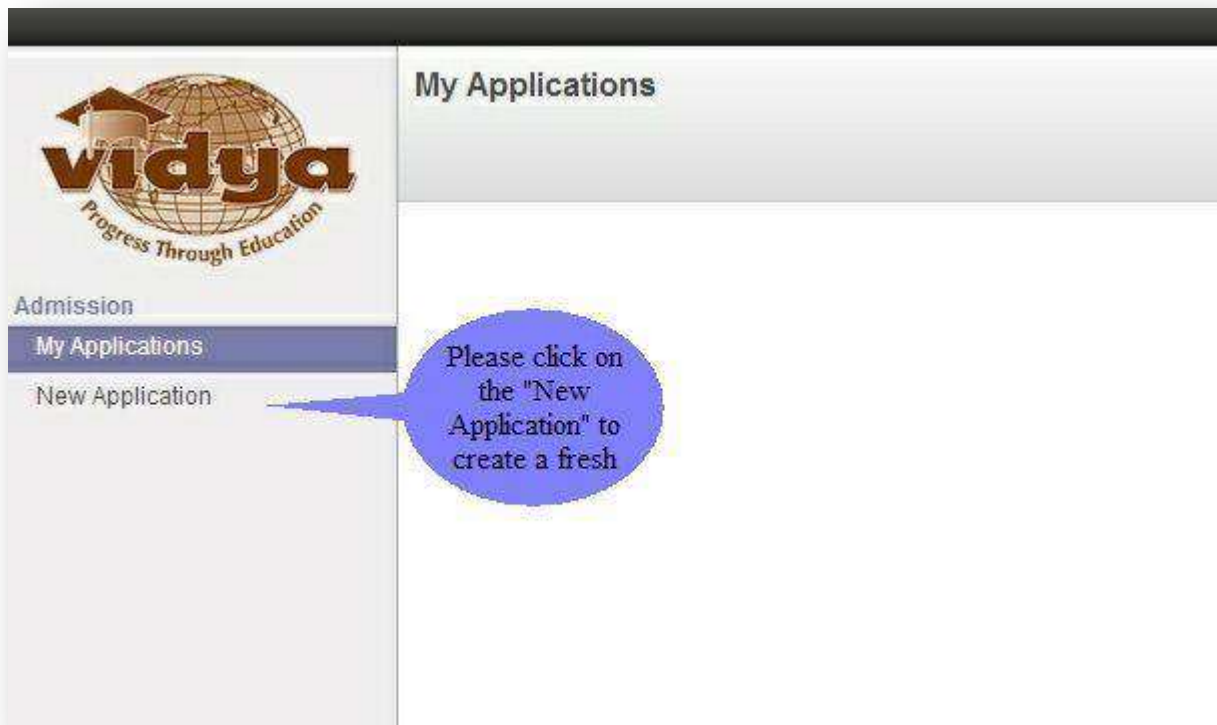 vidya
Progress Through Education
Admission
My Applications
New Application
My Applications
Please click on
the "New
Application" to
create a fresh